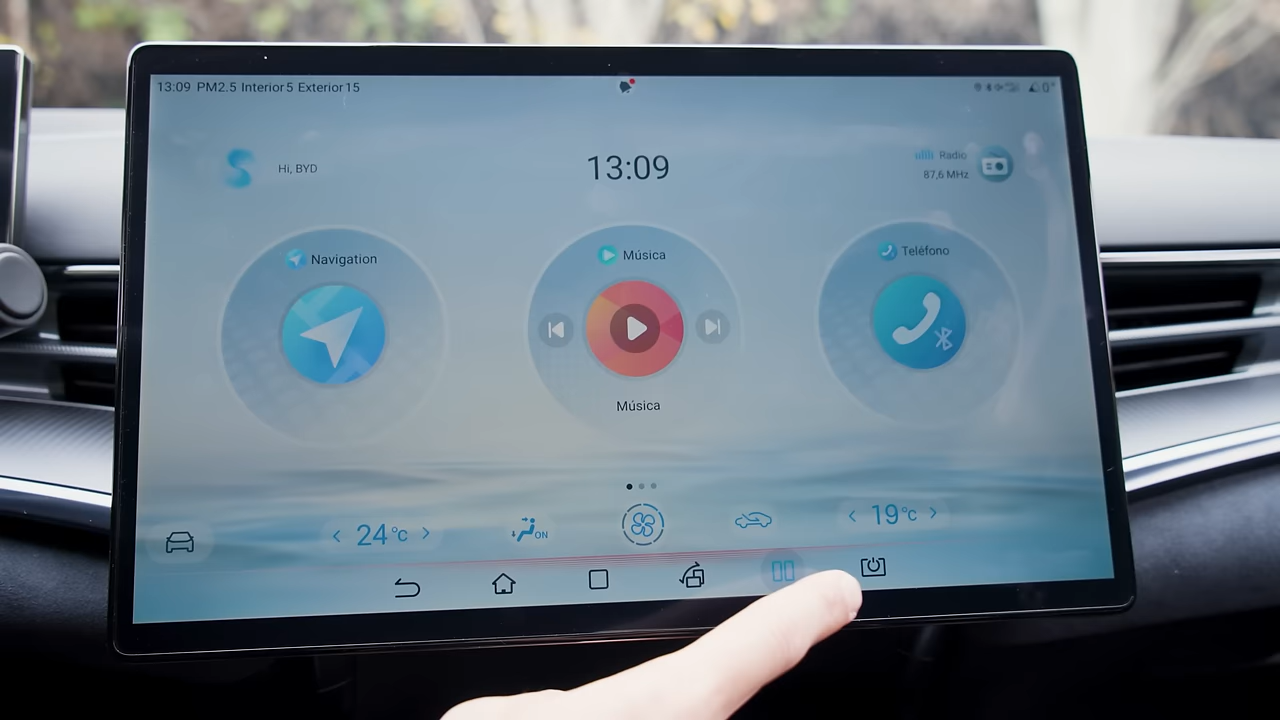 13:09 PM2.5 Interior 5 Exterior 15
Hi, BYD
13:09
Radio
87,6 MHz
Navigation
Música
Teléfono
Música
24°C
ON
19°C